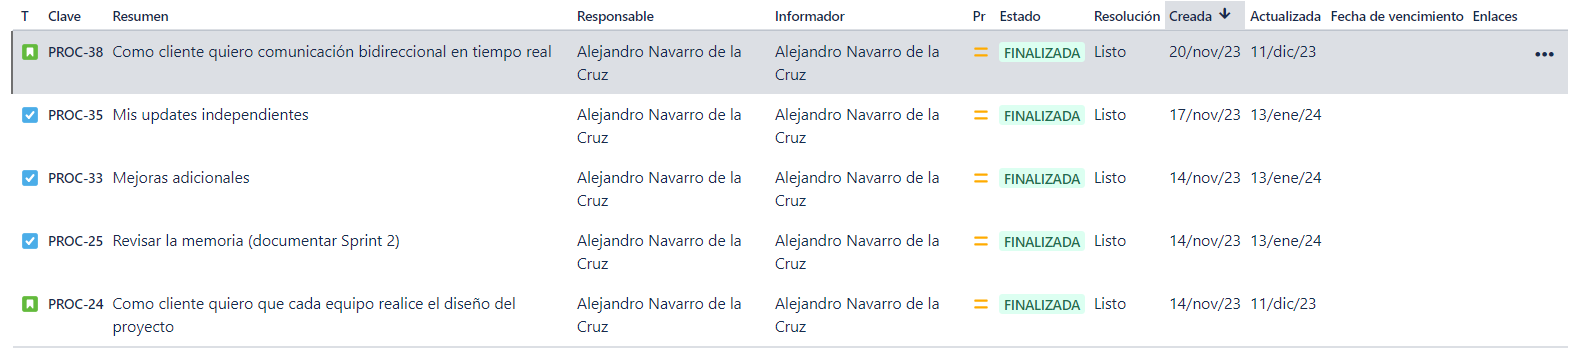 T Clave Resumen Responsable Informador Pr Estado Resolución Creada Actualizada Fecha de vencimiento Enlaces
PROC-38 Como cliente quiero comunicación bidireccional en tiempo real Alejandro Navarro de la Cruz Alejandro Navarro de la Cruz FINALIZADA Listo 20/nov/23 11/dic/23
PROC-35 Mis updates independientes Alejandro Navarro de la Cruz Alejandro Navarro de la Cruz FINALIZADA Listo 17/nov/23 13/ene/24
PROC-33 Mejoras adicionales Alejandro Navarro de la Cruz Alejandro Navarro de la Cruz FINALIZADA Listo 14/nov/23 13/ene/24
PROC-25 Revisar la memoria (documentar Sprint 2) Alejandro Navarro de la Cruz Alejandro Navarro de la Cruz FINALIZADA Listo 14/nov/23 13/ene/24
PROC-24 Como cliente quiero que cada equipo realice el diseño del proyecto Alejandro Navarro de la Cruz Alejandro Navarro de la Cruz FINALIZADA Listo 14/nov/23 11/dic/23